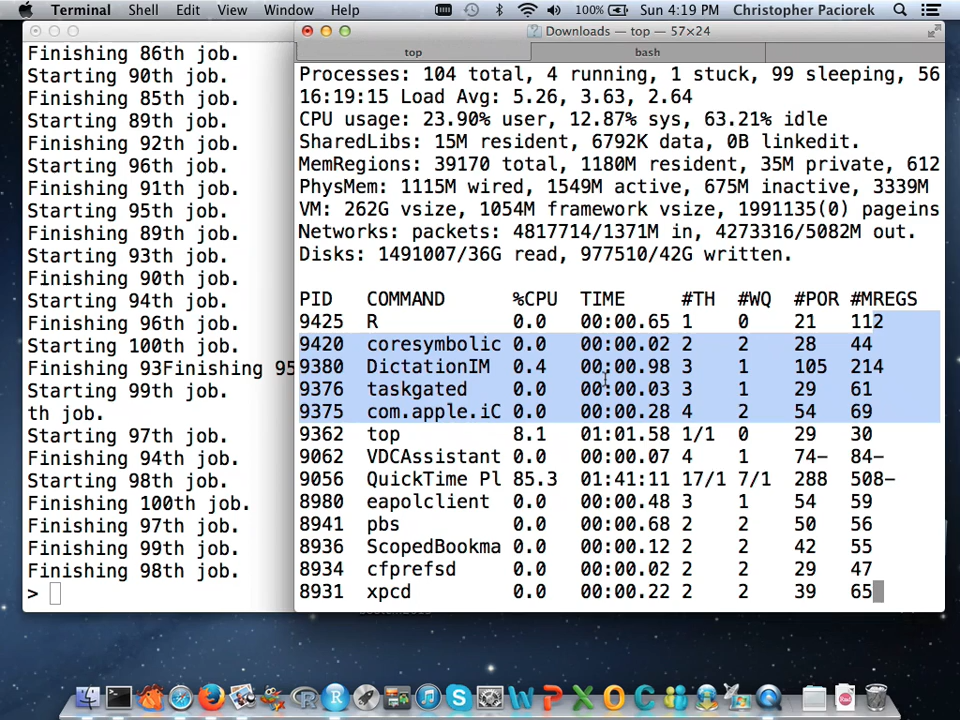 Terminal Shell Edit View Window Help 100% Sun 4:19 PM Christopher Paciorek
Finishing 86th job.
Starting 90th job.
Finishing 85th job.
Starting 89th job.
Finishing 92th job.
Starting 96th job.
Finishing 91th job.
Starting 95th job.
Finishing 89th job.
Starting 93th job.
Finishing 90th job.
Starting 94th job.
Finishing 96th job.
Starting 100th job.
Finishing 93Finishing 95
Starting 99th job.
th job.
Starting 97th job.
Finishing 94th job.
Starting 98th job.
Finishing 100th job.
Finishing 97th job.
Finishing 99th job.
Finishing 98th job.
>
Downloads — top — 57×24
top bash
Processes: 104 total, 4 running, 1 stuck, 99 sleeping, 56
16:19:15 Load Avg: 5.26, 3.63, 2.64
CPU usage: 23.90% user, 12.87% sys, 63.21% idle
SharedLibs: 15M resident, 6792K data, 0B linkedit.
MemRegions: 39170 total, 1180M resident, 35M private, 612
PhysMem: 1115M wired, 1549M active, 675M inactive, 3339M
VM: 262G vsize, 1054M framework vsize, 1991135(0) pageins
Networks: packets: 4817714/1371M in, 4273316/5082M out.
Disks: 1491007/36G read, 977510/42G written.
PID COMMAND %CPU TIME #TH #WQ #POR #MREGS
9425 R 0.0 00:00.65 1 0 21 112
9420 coresymbolic 0.0 00:00.02 2 2 28 44
9380 DictationIM 0.4 00:00.98 3 1 105 214
9376 taskgated 0.0 00:00.03 3 1 29 61
9375 com.apple.iC 0.0 00:00.28 4 2 54 69
9362 top 8.1 01:01.58 1/1 0 29 30
9062 VDCAssistant 0.0 00:00.07 4 1 74- 84-
9056 QuickTime Pl 85.3 01:41:11 17/1 7/1 288 508-
8980 eapolclient 0.0 00:00.48 3 1 54 59
8941 pbs 0.0 00:00.68 2 2 50 56
8936 ScopedBookma 0.0 00:00.12 2 2 42 55
8934 cfprefsd 0.0 00:00.02 2 2 29 47
8931 xpcd 0.0 00:00.22 2 2 39 65